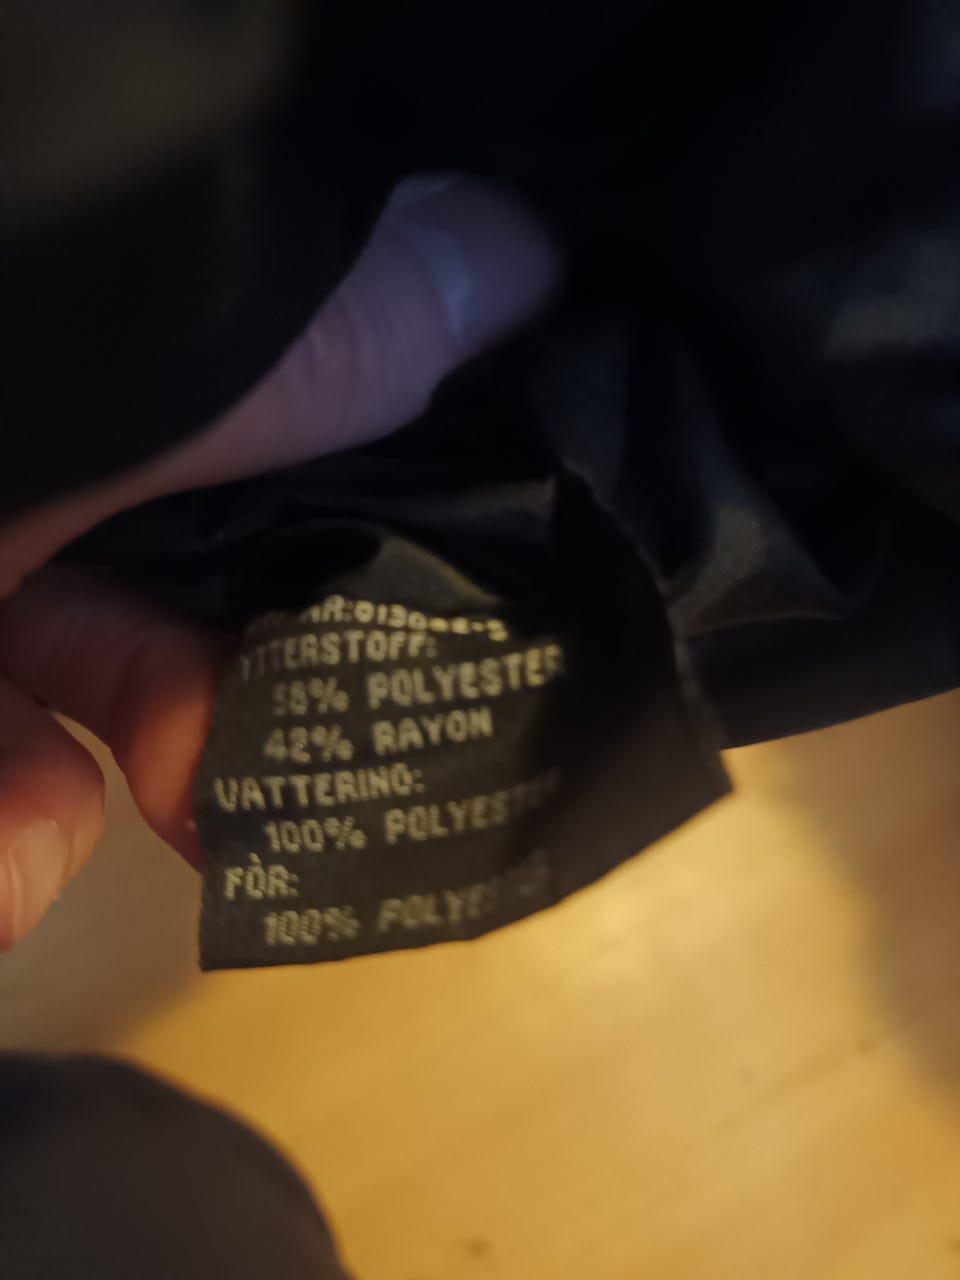 YTTERSTOFF:
58% POLYESTER
42% RAYON
VATTERING:
100% POLYESTER
FÒR:
100% POLYESTER